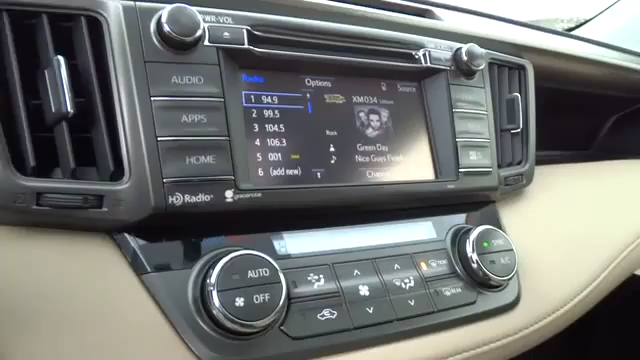 PWR·VOL
AUDIO
APPS
HOME
HD Radio
gracenote
Radio Options Source
1 94.9
2 99.5
3 104.5
4 106.3
5 001
6 (add new)
1
XM034
Rock
Green Day
Nice Guys Finish
AUTO
OFF
SYNC
A/C
REAR